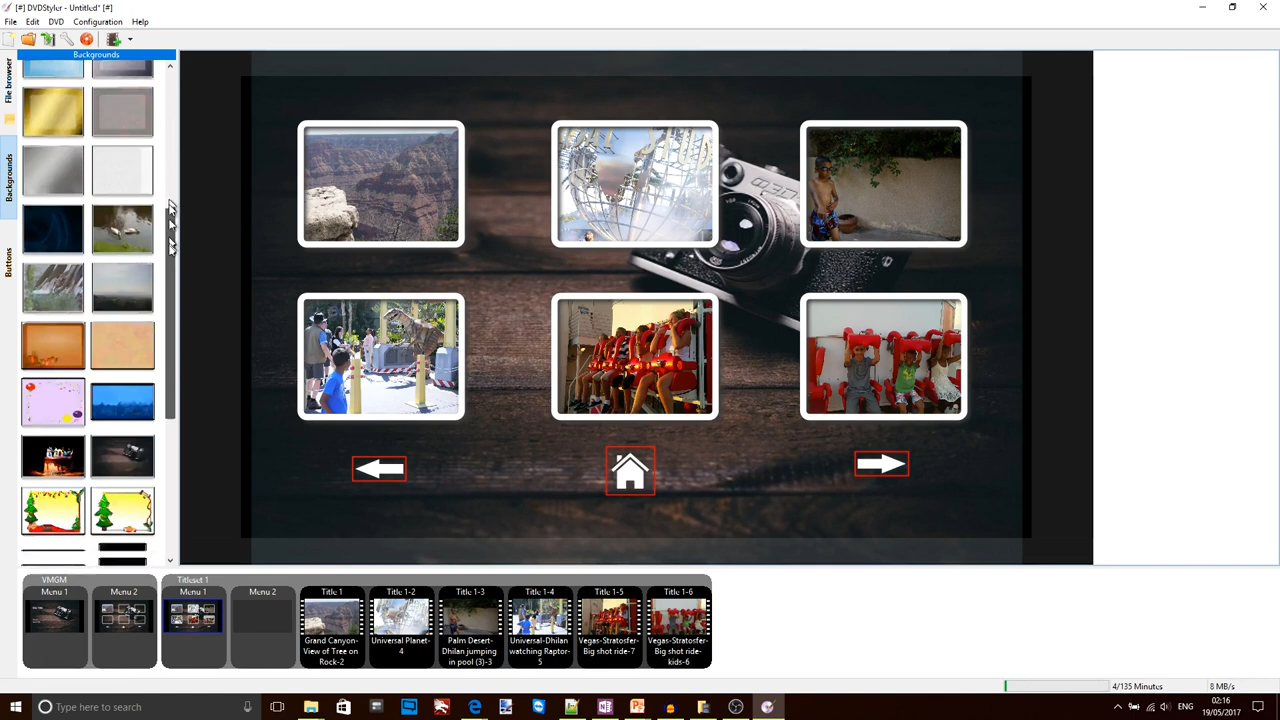 [#] DVDStyler - Untitled* [#]
File Edit DVD Configuration Help
Backgrounds
File browser
Backgrounds
Buttons
VMGM
Titleset 1
Menu 1
Menu 2
Menu 1
Menu 2
Title 1
Title 1-2
Title 1-3
Title 1-4
Title 1-5
Title 1-6
Grand Canyon-
View of Tree on
Rock-2
Universal Planet-
4
Palm Desert-
Dhilan jumping
in pool (3)-3
Universal-Dhilan
watching Raptor-
5
Vegas-Stratosfer-
Big shot ride-7
Vegas-Stratosfer-
Big shot ride-
kids-6
4/135 Minutes
8 MB/s
Type here to search
ENG
02:16
19/05/2017